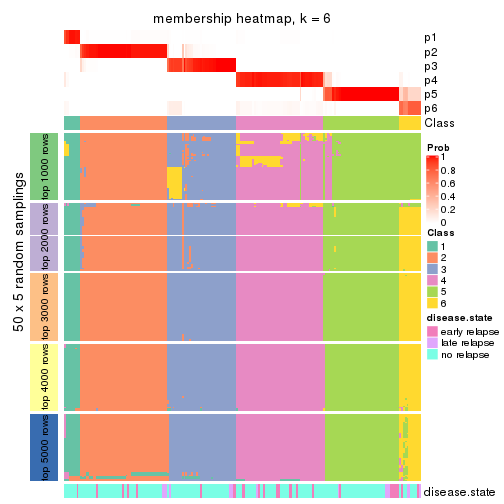 membership heatmap, k = 6
p1
p2
p3
p4
p5
p6
Class
50 x 5 random samplings
top 1000 rows
top 2000 rows
top 3000 rows
top 4000 rows
top 5000 rows
Prob
1
0.8
0.6
0.4
0.2
0
Class
1
2
3
4
5
6
disease.state
early relapse
late relapse
no relapse
disease.state